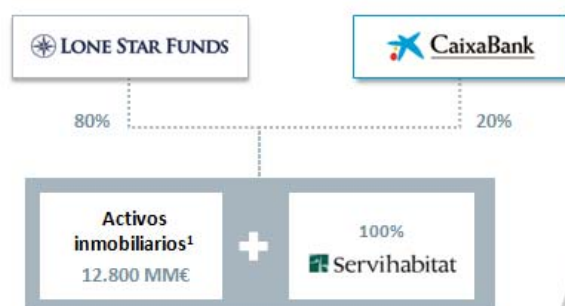 LONE STAR FUNDS
CaixaBank
80%
20%
Activos
inmobiliarios¹
12.800 MM€
100%
Servihabitat